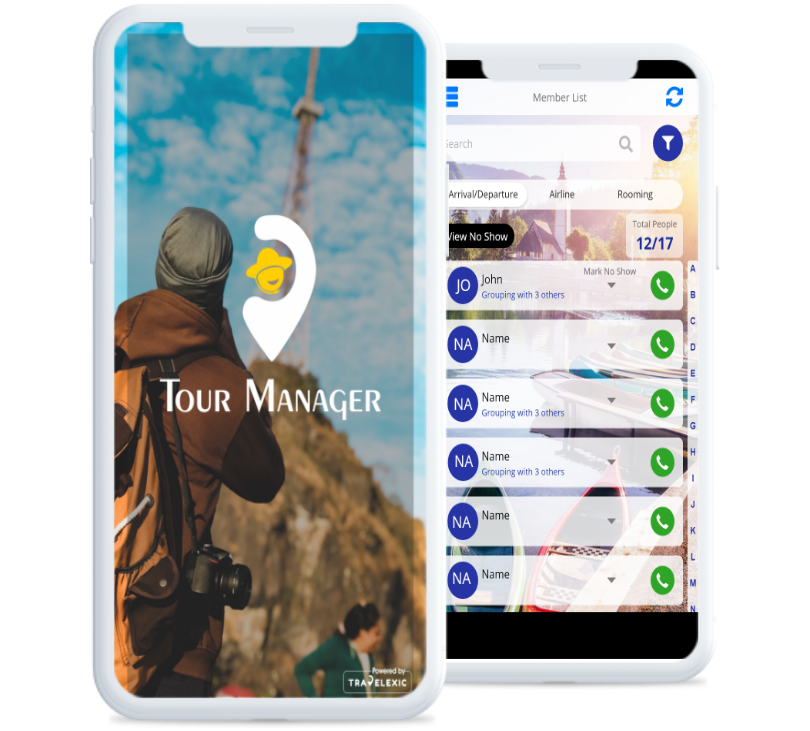 TOUR MANAGER
Powered by
TRAVELEXIC
Member List
Search
Arrival/Departure Airline Rooming
View No Show
Total People
12/17
JO
John
Grouping with 3 others
Mark No Show
NA
Name
NA
Name
Grouping with 3 others
NA
Name
Grouping with 3 others
NA
Name
NA
Name
A
B
C
D
E
F
G
H
I
J
K
L
M
N